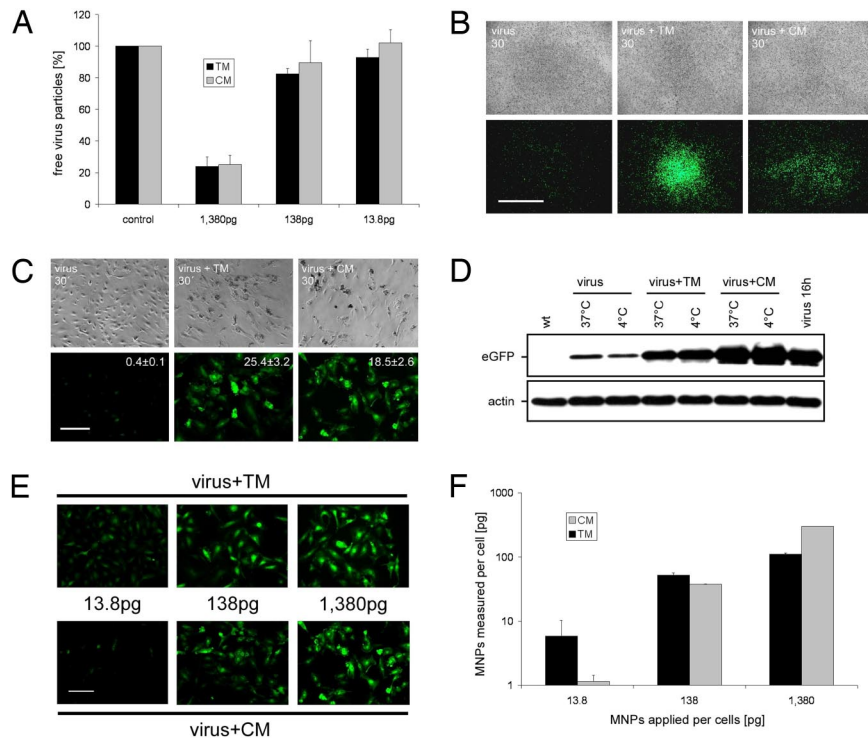 A
free virus particles [%]
120
100
80
60
40
20
0
TM
CM
control
1,380pg
138pg
13.8pg
B
virus
30´
virus + TM
30´
virus + CM
30´
C
virus
30´
virus + TM
30´
virus + CM
30´
0.4±0.1
25.4±3.2
18.5±2.6
D
virus
virus+TM
virus+CM
virus 16h
wt
37°C
4°C
37°C
4°C
37°C
4°C
eGFP
actin
E
virus+TM
13.8pg
138pg
1,380pg
virus+CM
F
MNPs measured per cell [pg]
1000
100
10
1
CM
TM
13.8
138
1,380
MNPs applied per cells [pg]